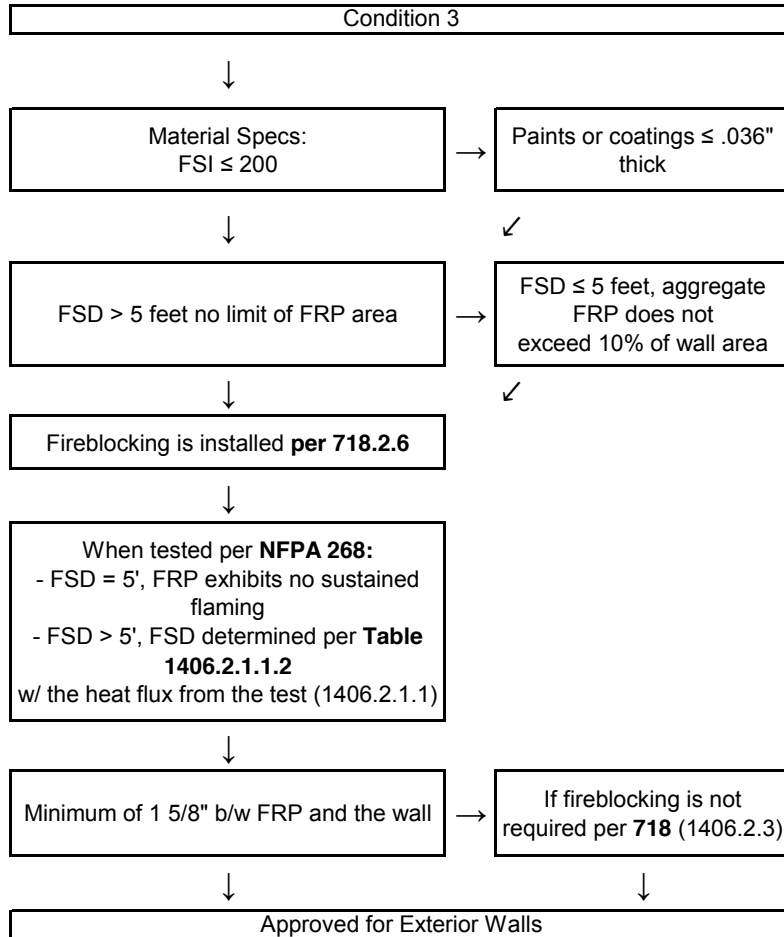 Condition 3
↓
Material Specs:
FSI ≤ 200
→
Paints or coatings ≤ .036"
thick
↓
↙
FSD > 5 feet no limit of FRP area
→
FSD ≤ 5 feet, aggregate
FRP does not
exceed 10% of wall area
↓
↙
Fireblocking is installed per 718.2.6
↓
When tested per NFPA 268:
- FSD = 5', FRP exhibits no sustained
flaming
- FSD > 5', FSD determined per Table
1406.2.1.1.2
w/ the heat flux from the test (1406.2.1.1)
↓
Minimum of 1 5/8" b/w FRP and the wall
→
If fireblocking is not
required per 718 (1406.2.3)
↓
↓
Approved for Exterior Walls